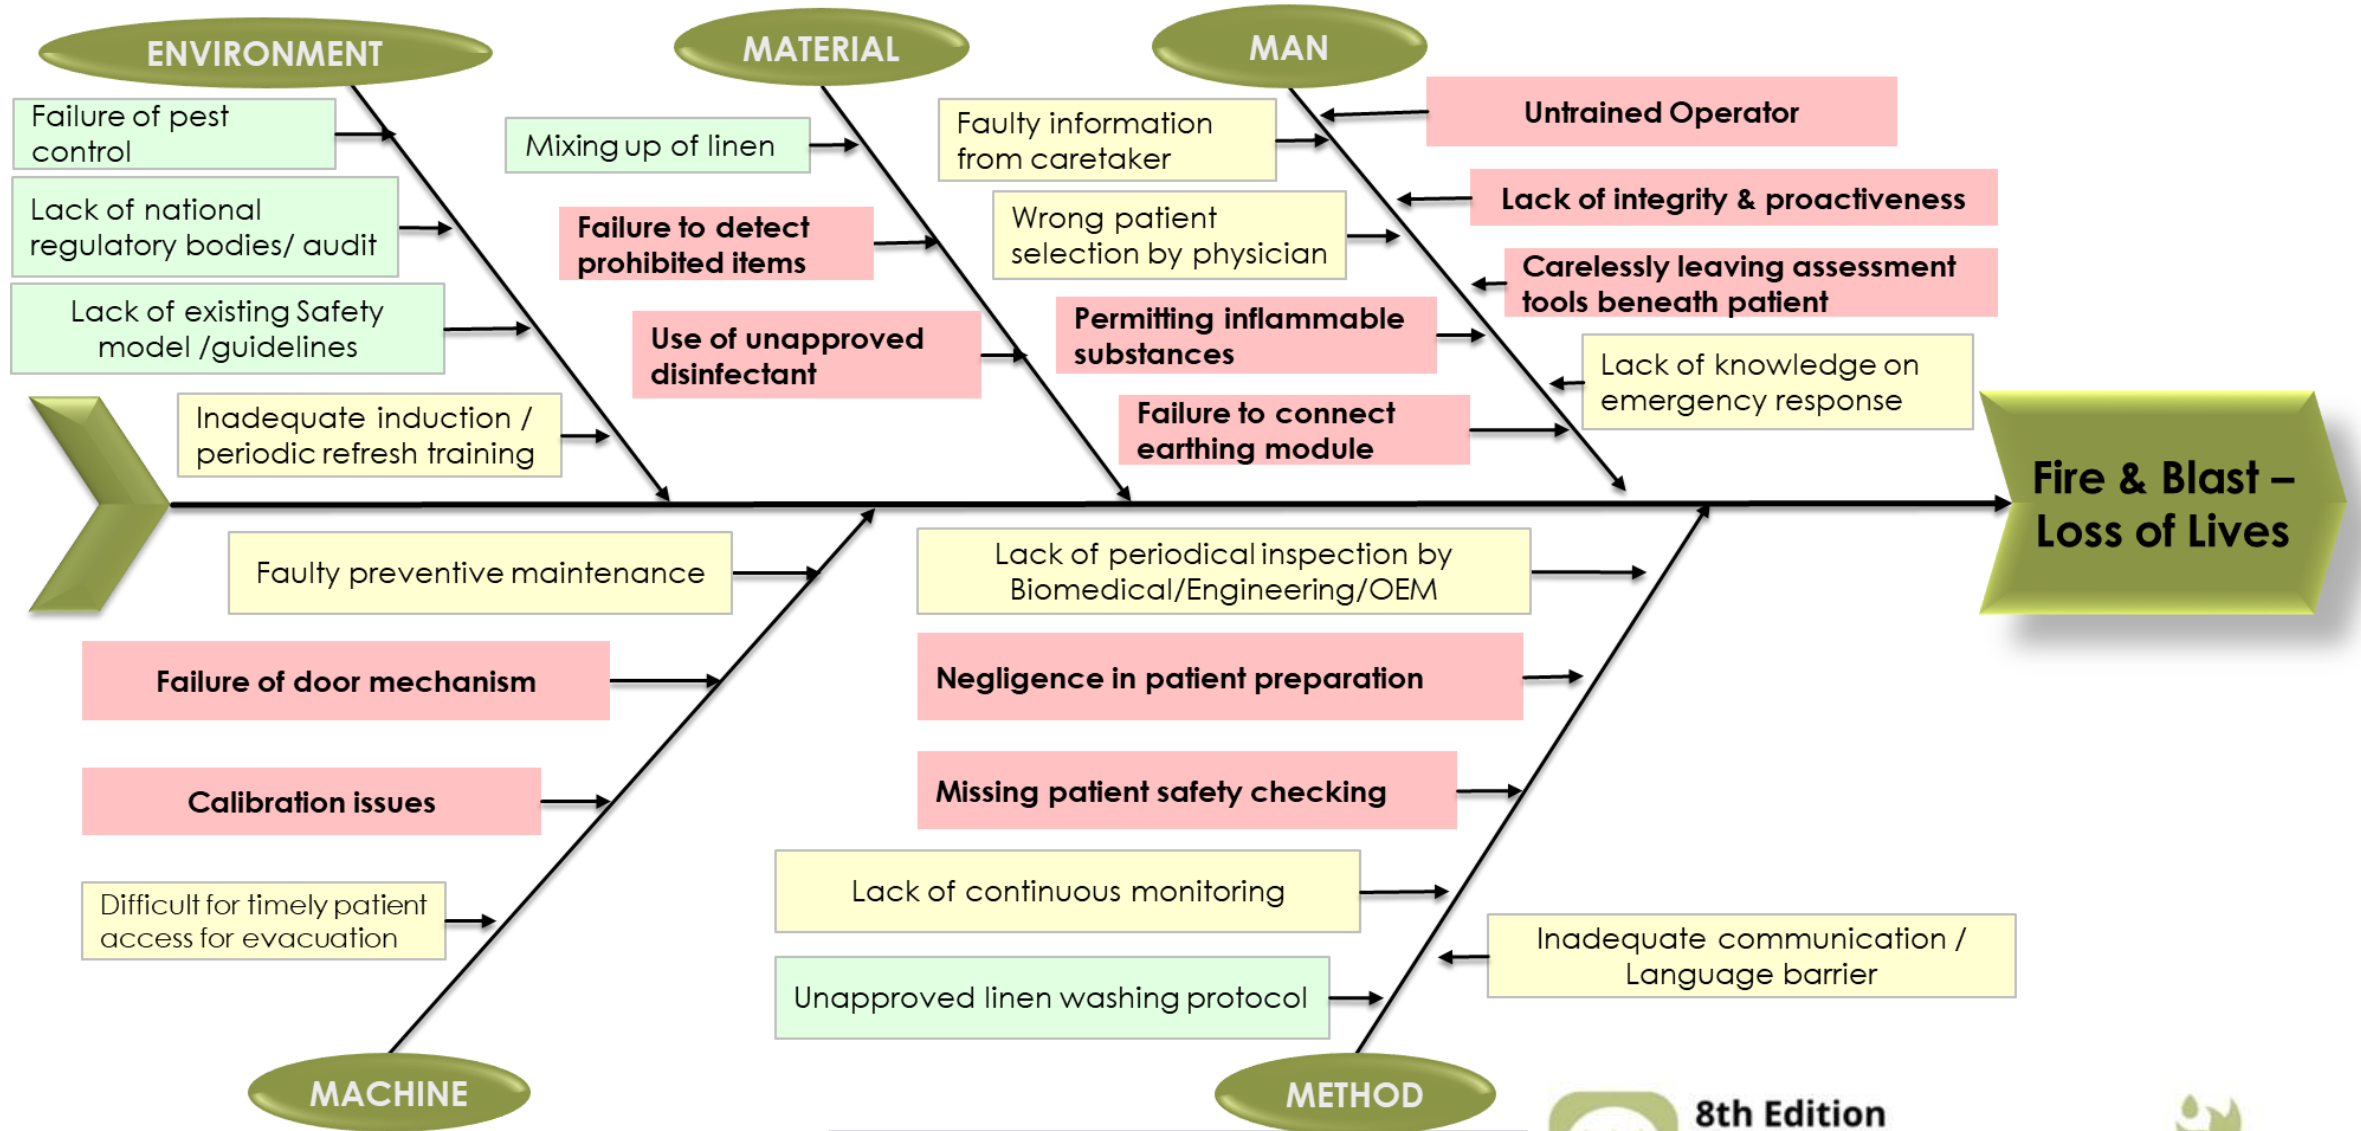 ENVIRONMENT
MATERIAL
MAN
Failure of pest
control
Lack of national
regulatory bodies/ audit
Lack of existing Safety
model /guidelines
Inadequate induction /
periodic refresh training
Mixing up of linen
Failure to detect
prohibited items
Use of unapproved
disinfectant
Faulty information
from caretaker
Wrong patient
selection by physician
Permitting inflammable
substances
Failure to connect
earthing module
Untrained Operator
Lack of integrity & proactiveness
Carelessly leaving assessment
tools beneath patient
Lack of knowledge on
emergency response
Fire & Blast –
Loss of Lives
Faulty preventive maintenance
Failure of door mechanism
Calibration issues
Difficult for timely patient
access for evacuation
Lack of periodical inspection by
Biomedical/Engineering/OEM
Negligence in patient preparation
Missing patient safety checking
Lack of continuous monitoring
Unapproved linen washing protocol
Inadequate communication /
Language barrier
MACHINE
METHOD
8th Edition